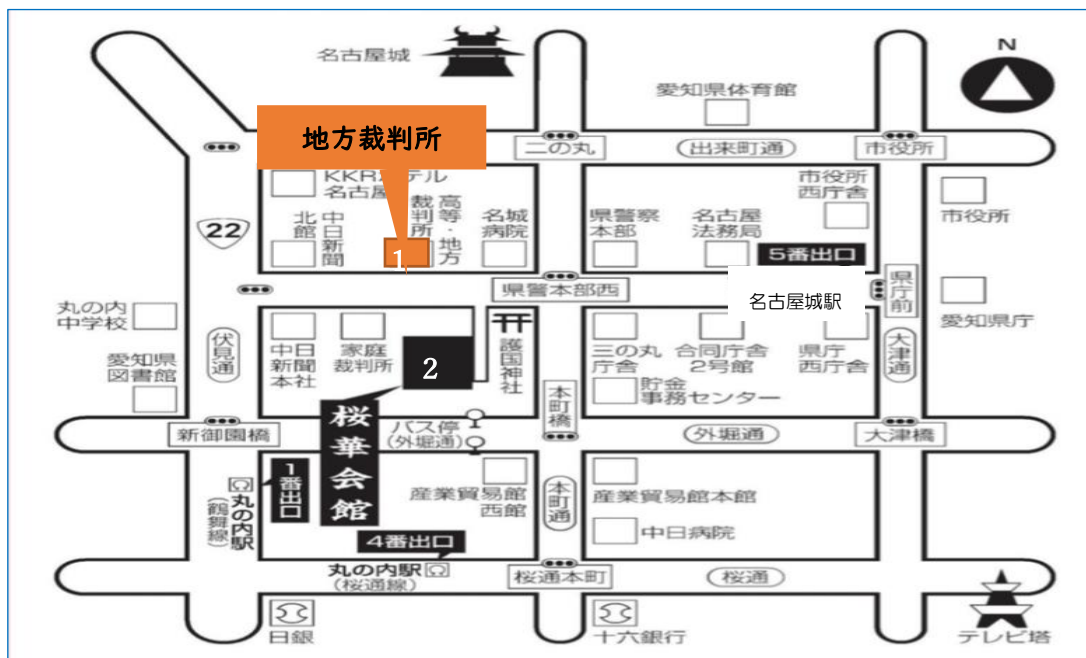 名古屋城
N
愛知県体育館
地方裁判所
二の丸
出来町通
市役所
KKRホテル
名古屋
市役所
西庁舎
市役所
22
北館
中日新聞
1
高等・地方
裁判所
名城
病院
県警察
本部
名古屋
法務局
5番出口
県警本部西
名古屋城駅
県庁前
愛知県庁
丸の内
中学校
伏見通
中日
新聞
本社
家庭
裁判所
2
護国神社
三の丸
庁舎
合同庁舎
2号館
県庁
西庁舎
大津通
愛知県
図書館
貯金
事務センター
本町橋
新御園橋
桜華会館
バス停
(外堀通)
外堀通
大津橋
1番出口
丸の内駅
(鶴舞線)
産業貿易館
西館
本町通
産業貿易館本館
中日病院
4番出口
丸の内駅
(桜通線)
桜通本町
桜通
日銀
十六銀行
テレビ塔